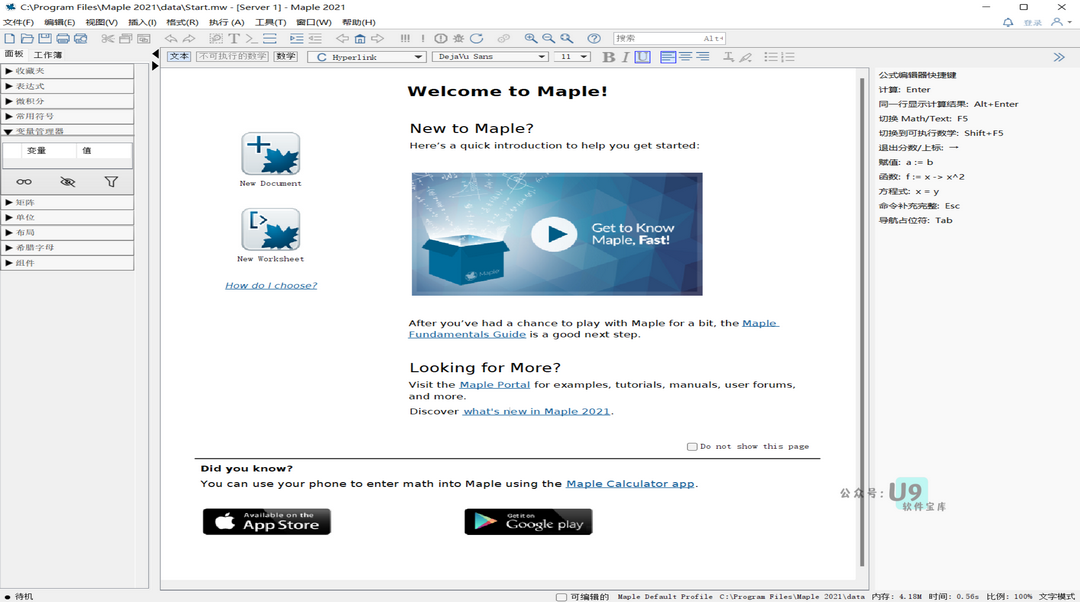 C:\Program Files\Maple 2021\data\Start.mw - [Server 1] - Maple 2021
文件(F) 编辑(E) 视图(V) 插入(I) 格式(R) 执行(A) 工具(T) 窗口(W) 帮助(H)
搜索 Alt+
登录
面板 工作簿
文本 不可执行的数学 数学 C Hyperlink DejaVu Sans 11 B I U
收藏夹
表达式
微积分
常用符号
变量管理器
变量 值
矩阵
单位
布局
希腊字母
组件
Welcome to Maple!
New Document
New Worksheet
How do I choose?
New to Maple?
Here's a quick introduction to help you get started:
Get to Know
Maple, Fast!
Maple
After you've had a chance to play with Maple for a bit, the Maple
Fundamentals Guide is a good next step.
Looking for More?
Visit the Maple Portal for examples, tutorials, manuals, user forums,
and more.
Discover what's new in Maple 2021.
Do not show this page
Did you know?
You can use your phone to enter math into Maple using the Maple Calculator app.
Available on the
App Store
Get it on
Google play
公式编辑器快捷键
计算: Enter
同一行显示计算结果: Alt+Enter
切换 Math/Text: F5
切换到可执行数学: Shift+F5
退出分数/上标: →
赋值: a := b
函数: f := x -> x^2
方程式: x = y
命令补充完整: Esc
导航占位符: Tab
公众号: U9
软件宝库
待机
可编辑的 Maple Default Profile C:\Program Files\Maple 2021\data 内存: 4.18M 时间: 0.56s 比例: 100% 文字模式